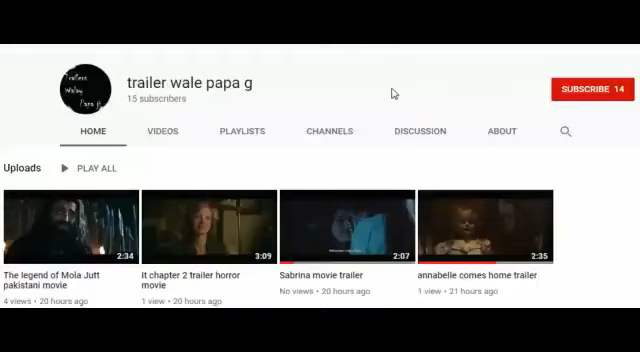 Trailers
Walay
Papa g
trailer wale papa g
15 subscribers
SUBSCRIBE 14
HOME
VIDEOS
PLAYLISTS
CHANNELS
DISCUSSION
ABOUT
Uploads
PLAY ALL
2:34
3:09
2:07
2:35
The legend of Mola Jutt
pakistani movie
4 views • 20 hours ago
It chapter 2 trailer horror
movie
1 view • 20 hours ago
Sabrina movie trailer
No views • 20 hours ago
annabelle comes home trailer
1 view • 21 hours ago